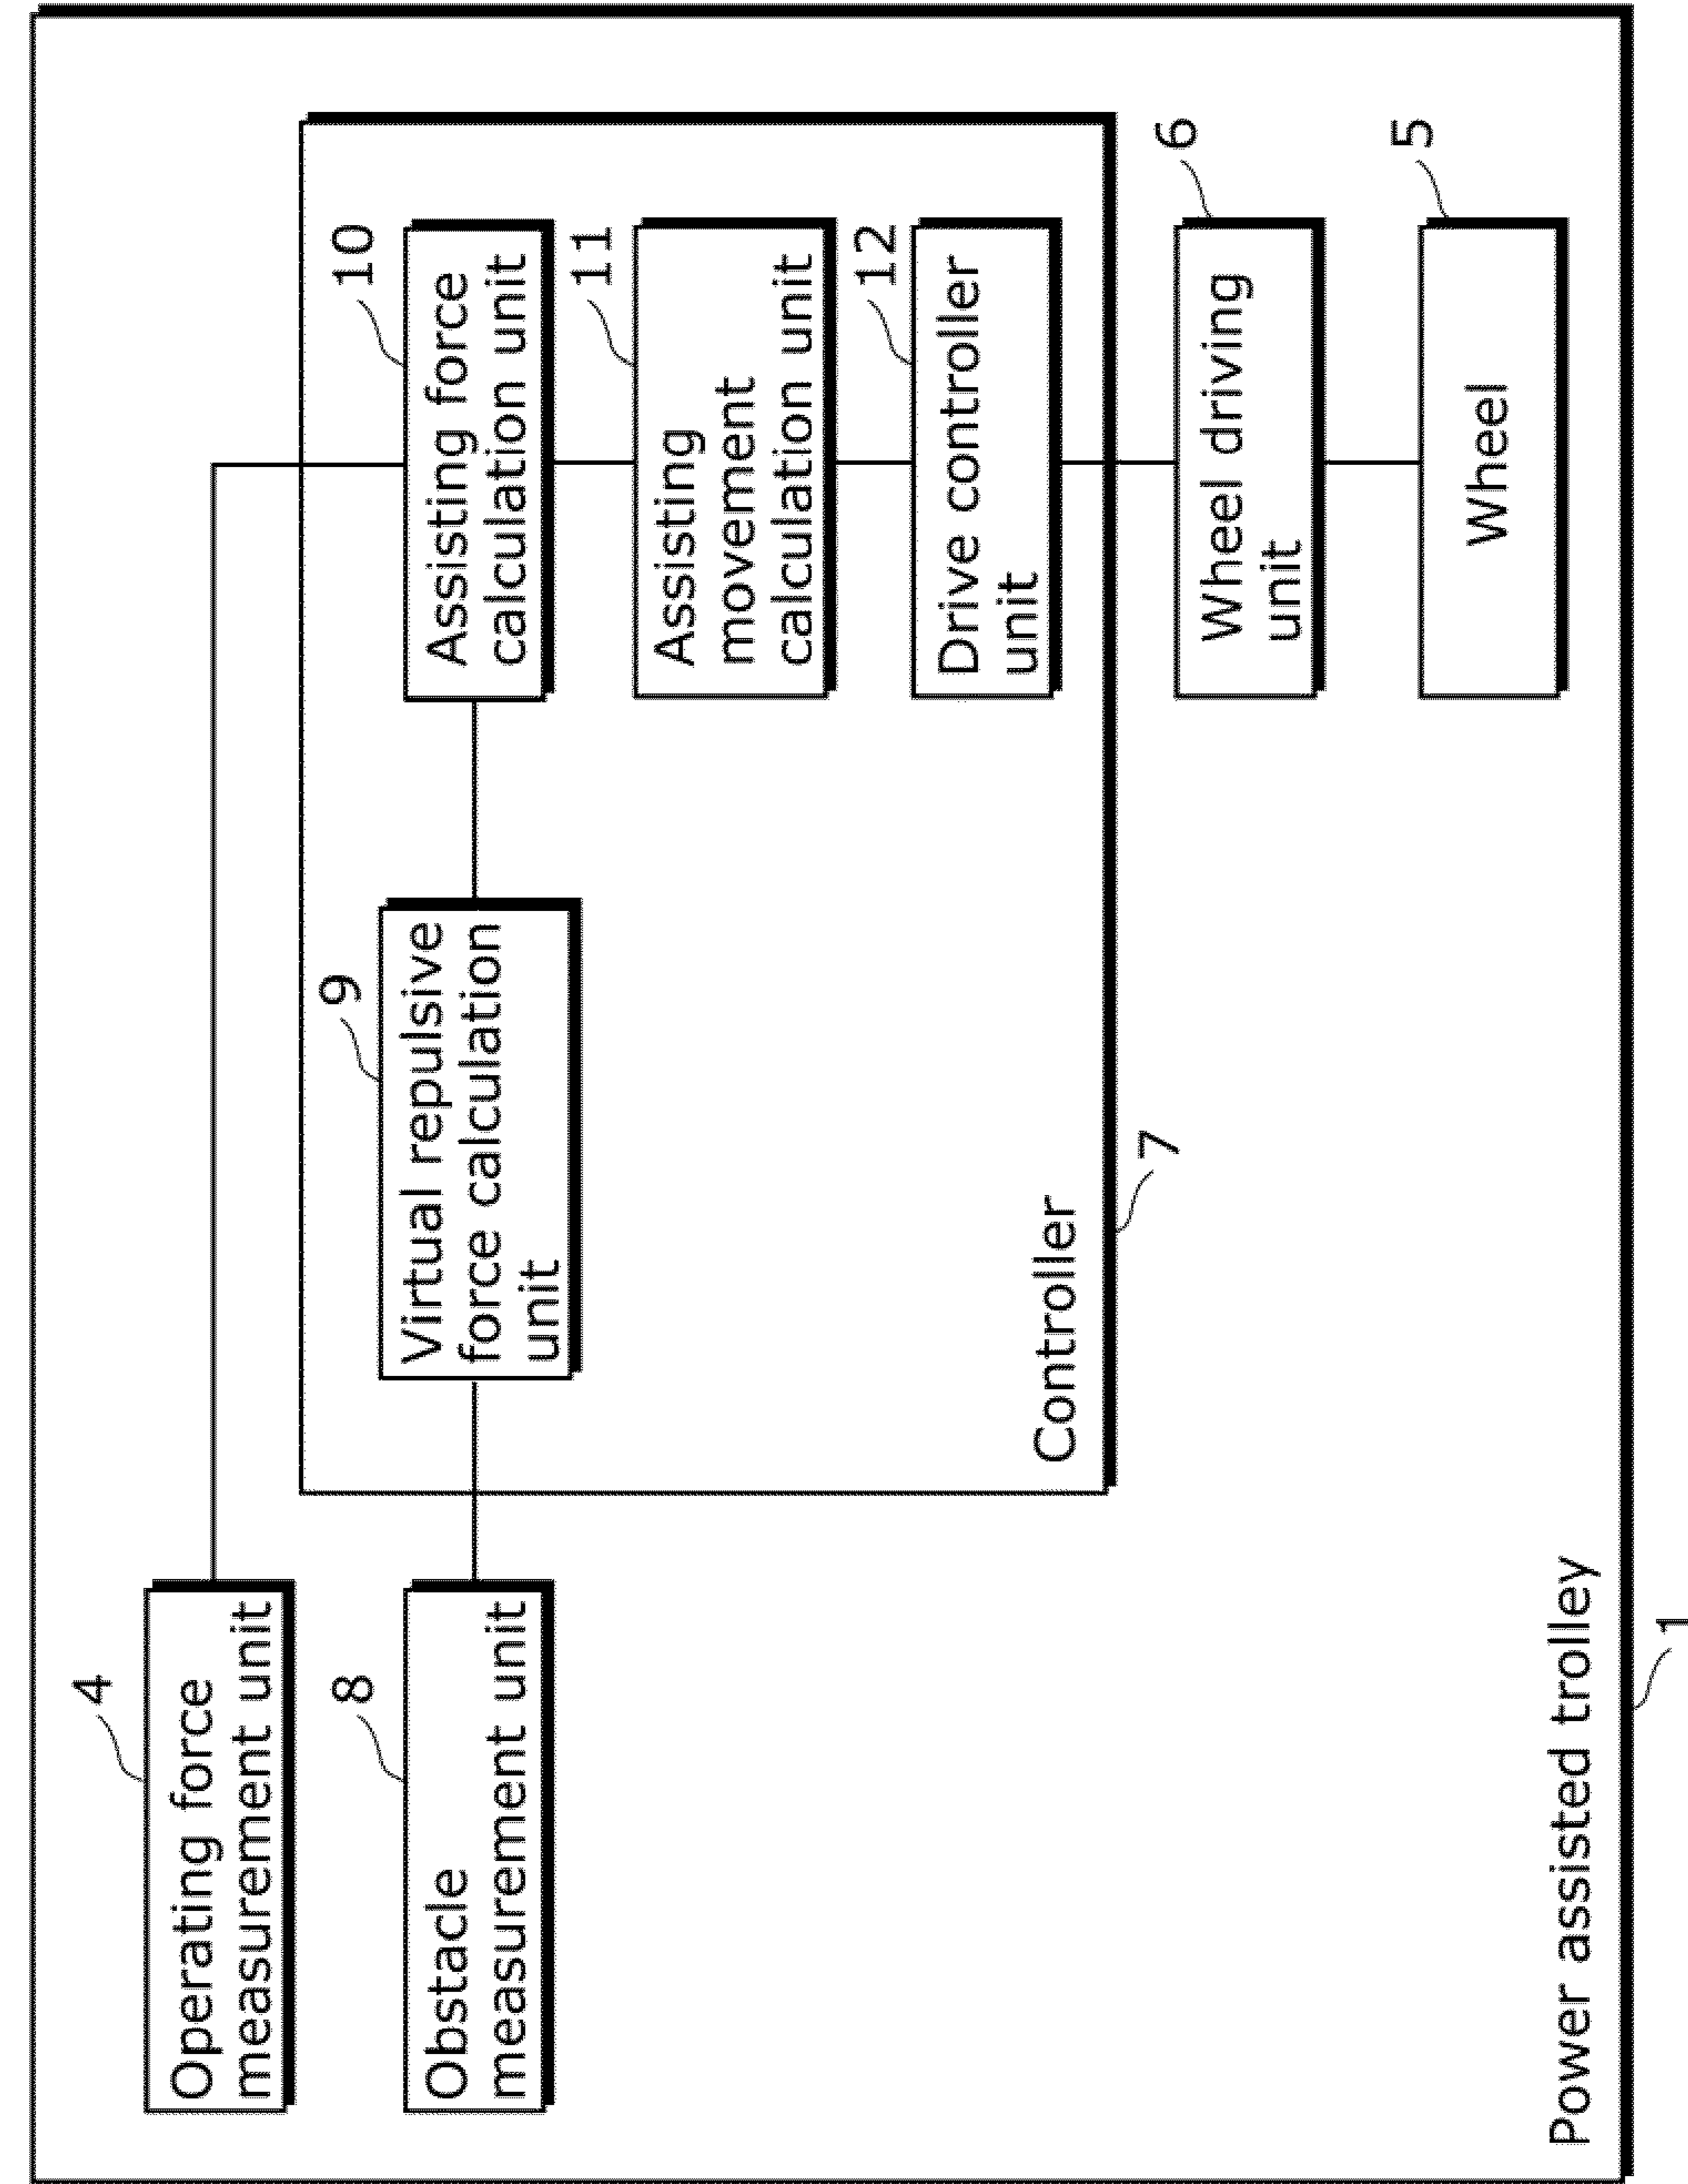 4
Operating force
measurement unit
8
Obstacle
measurement unit
9
Virtual repulsive
force calculation
unit
10
Assisting force
calculation unit
11
Assisting
movement
calculation unit
12
Drive controller
unit
Controller
7
6
Wheel driving
unit
5
Wheel
Power assisted trolley
1